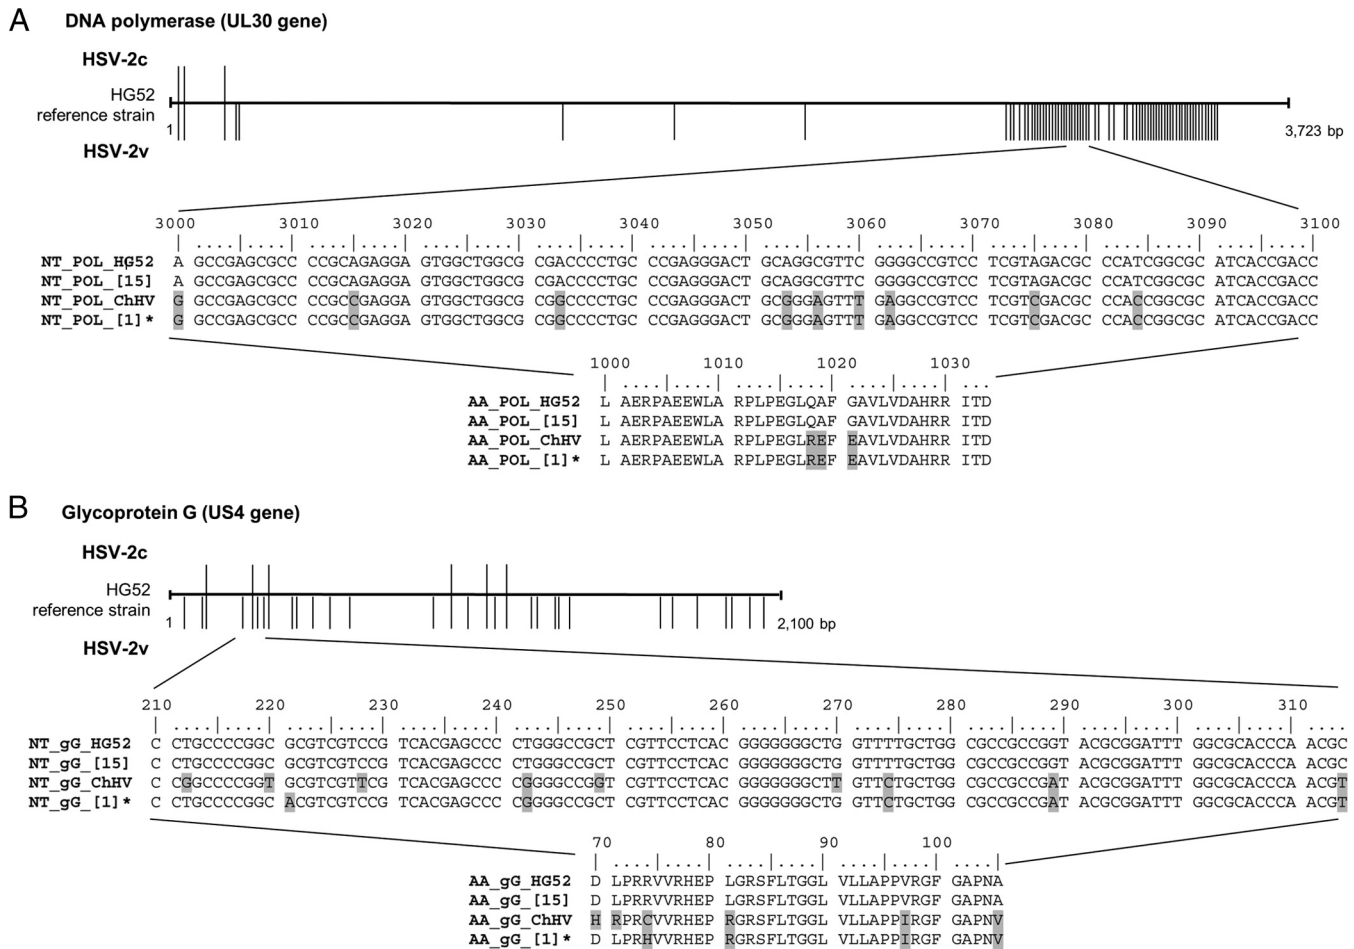 A DNA polymerase (UL30 gene)
HSV-2c
HG52
reference strain
1
3,723 bp
HSV-2v
3000 3010 3020 3030 3040 3050 3060 3070 3080 3090 3100
NT_POL_HG52 A GCCGAGCGCC CCGCAGAGGA GTGGCTGGCG CGACCCCTGC CCGAGGGACT GCAGGCGTTC GGGGCCGTCC TCGTAGACGC CCATCGGCGC ATCACCGACC
NT_POL_[15] A GCCGAGCGCC CCGCAGAGGA GTGGCTGGCG CGACCCCTGC CCGAGGGACT GCAGGCGTTC GGGGCCGTCC TCGTAGACGC CCATCGGCGC ATCACCGACC
NT_POL_ChHV G GCCGAGCGCC CCGCCGAGGA GTGGCTGGCG CGGCCCCTGC CCGAGGGACT GCGGGAGTTT GAGGCCGTCC TCGTCGACGC CCACCGGCGC ATCACCGACC
NT_POL_[1]* G GCCGAGCGCC CCGCCGAGGA GTGGCTGGCG CGGCCCCTGC CCGAGGGACT GCGGGAGTTT GAGGCCGTCC TCGTCGACGC CCACCGGCGC ATCACCGACC
1000 1010 1020 1030
AA_POL_HG52 L AERPAEEWLA RPLPEGLQAF GAVLVDAHRR ITD
AA_POL_[15] L AERPAEEWLA RPLPEGLQAF GAVLVDAHRR ITD
AA_POL_ChHV L AERPAEEWLA RPLPEGLREF EAVLVDAHRR ITD
AA_POL_[1]* L AERPAEEWLA RPLPEGLREF EAVLVDAHRR ITD
B Glycoprotein G (US4 gene)
HSV-2c
HG52
reference strain
1
2,100 bp
HSV-2v
210 220 230 240 250 260 270 280 290 300 310
NT_gG_HG52 C CTGCCCCGGC GCGTCGTCCG TCACGAGCCC CTGGGCCGCT CGTTCCTCAC GGGGGGGCTG GTTTTGCTGG CGCCGCCGGT ACGCGGATTT GGCGCACCCA ACGC
NT_gG_[15] C CTGCCCCGGC GCGTCGTCCG TCACGAGCCC CTGGGCCGCT CGTTCCTCAC GGGGGGGCTG GTTTTGCTGG CGCCGCCGGT ACGCGGATTT GGCGCACCCA ACGC
NT_gG_ChHV C CGGCCCCGGT GCGTCGTTCG TCACGAGCCC CGGGGCCGGT CGTTCCTCAC GGGGGGGCTT GTTCTGCTGG CGCCGCCGAT ACGCGGATTT GGCGCACCCA ACGT
NT_gG_[1]* C CTGCCCCGGC ACGTCGTCCG TCACGAGCCC CGGGGCCGCT CGTTCCTCAC GGGGGGGCTG GTTCTGCTGG CGCCGCCGAT ACGCGGATTT GGCGCACCCA ACGT
70 80 90 100
AA_gG_HG52 D LPRRVVRHEP LGRSFLTGGL VLLAPPVRGF GAPNA
AA_gG_[15] D LPRRVVRHEP LGRSFLTGGL VLLAPPVRGF GAPNA
AA_gG_ChHV H RPRCVVRHEP RGRSFLTGGL VLLAPPIRGF GAPNV
AA_gG_[1]* D LPRHVVRHEP RGRSFLTGGL VLLAPPIRGF GAPNV